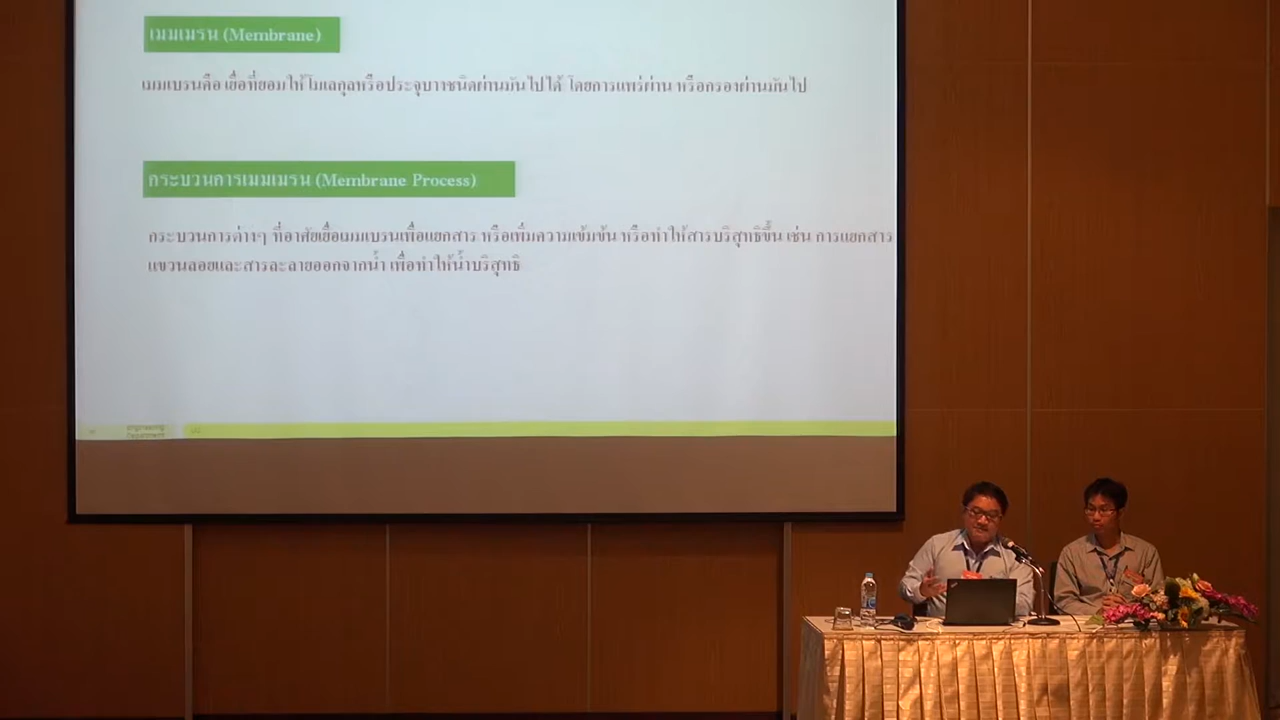 เมมเมรน (Membrane)
เมมเบรนคือ เยื่อที่ยอมให้โมเลกุลหรือประจุบางชนิดผ่านมันไปได้ โดยการแพร่ผ่าน หรือกรองผ่านมันไป
กระบวนการเมมเมรน (Membrane Process)
กระบวนการต่างๆ ที่อาศัยเยื่อเมมเบรนเพื่อแยกสาร หรือเพิ่มความเข้มข้น หรือทำให้สารบริสุทธิ์ขึ้น เช่น การแยกสาร
แขวนลอยและสารละลายออกจากน้ำ เพื่อทำให้น้ำบริสุทธิ์
Engineering
Department